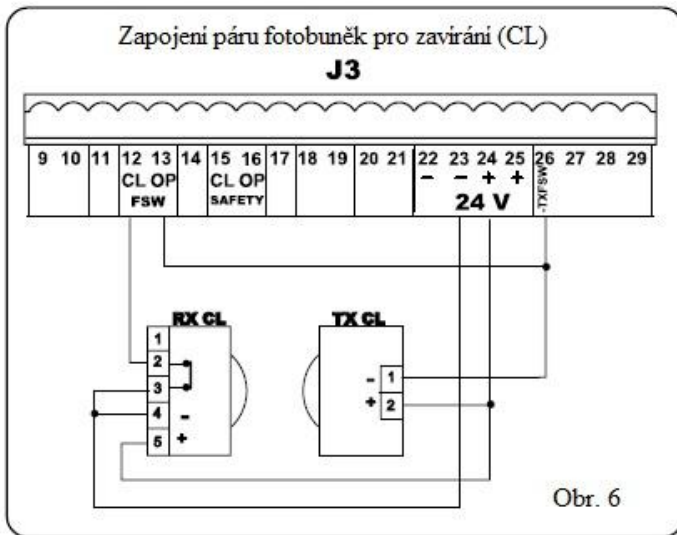 Zapojení páru fotobuněk pro zavírání (CL)
J3
9 10 11 12 13 14 15 16 17 18 19 20 21 22 23 24 25 26 27 28 29
CL OP CL OP - - + + -TXFSW
FSW SAFETY 24 V
RX CL TX CL
1
2
3
4 -
5 +
- 1
+ 2
Obr. 6